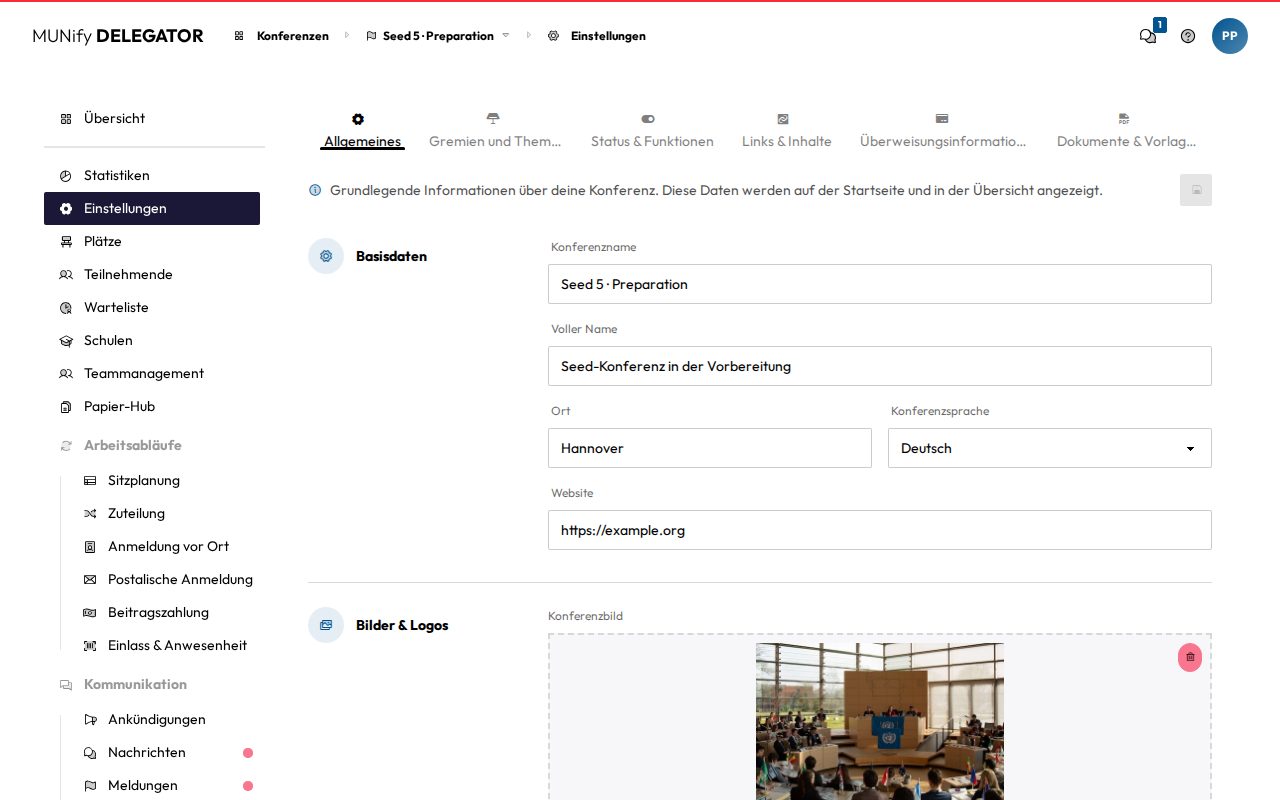 MUNify DELEGATOR
Konferenzen
Seed 5 · Preparation
Einstellungen
1
PP
Übersicht
Statistiken
Einstellungen
Plätze
Teilnehmende
Warteliste
Schulen
Teammanagement
Papier-Hub
Arbeitsabläufe
Sitzplanung
Zuteilung
Anmeldung vor Ort
Postalische Anmeldung
Beitragszahlung
Einlass & Anwesenheit
Kommunikation
Ankündigungen
Nachrichten
Meldungen
Allgemeines
Gremien und Them...
Status & Funktionen
Links & Inhalte
Überweisungsinformatio...
PDF
Dokumente & Vorlag...
Grundlegende Informationen über deine Konferenz. Diese Daten werden auf der Startseite und in der Übersicht angezeigt.
Basisdaten
Konferenzname
Seed 5 · Preparation
Voller Name
Seed-Konferenz in der Vorbereitung
Ort
Konferenzsprache
Hannover
Deutsch
Website
https://example.org
Bilder & Logos
Konferenzbild